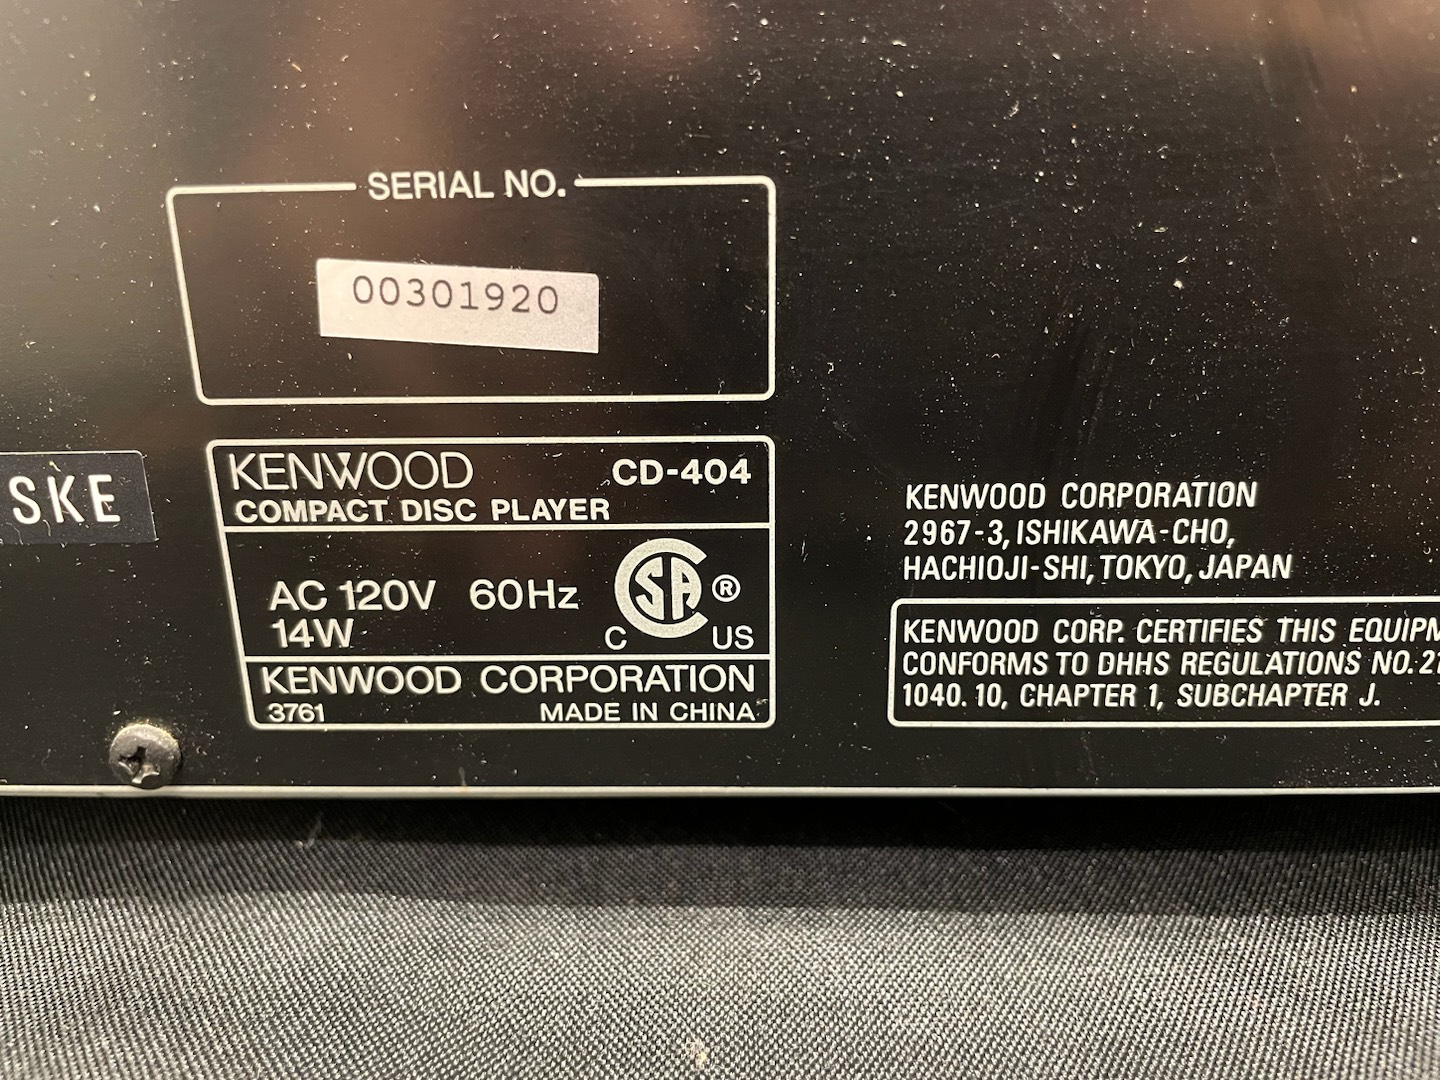 SERIAL NO.
00301920
SKE
KENWOOD CD-404
COMPACT DISC PLAYER
AC 120V 60Hz
14W
CSA ®
C US
KENWOOD CORPORATION
3761 MADE IN CHINA
KENWOOD CORPORATION
2967-3, ISHIKAWA-CHO,
HACHIOJI-SHI, TOKYO, JAPAN
KENWOOD CORP. CERTIFIES THIS EQUIPM
CONFORMS TO DHHS REGULATIONS NO. 21
1040. 10, CHAPTER 1, SUBCHAPTER J.